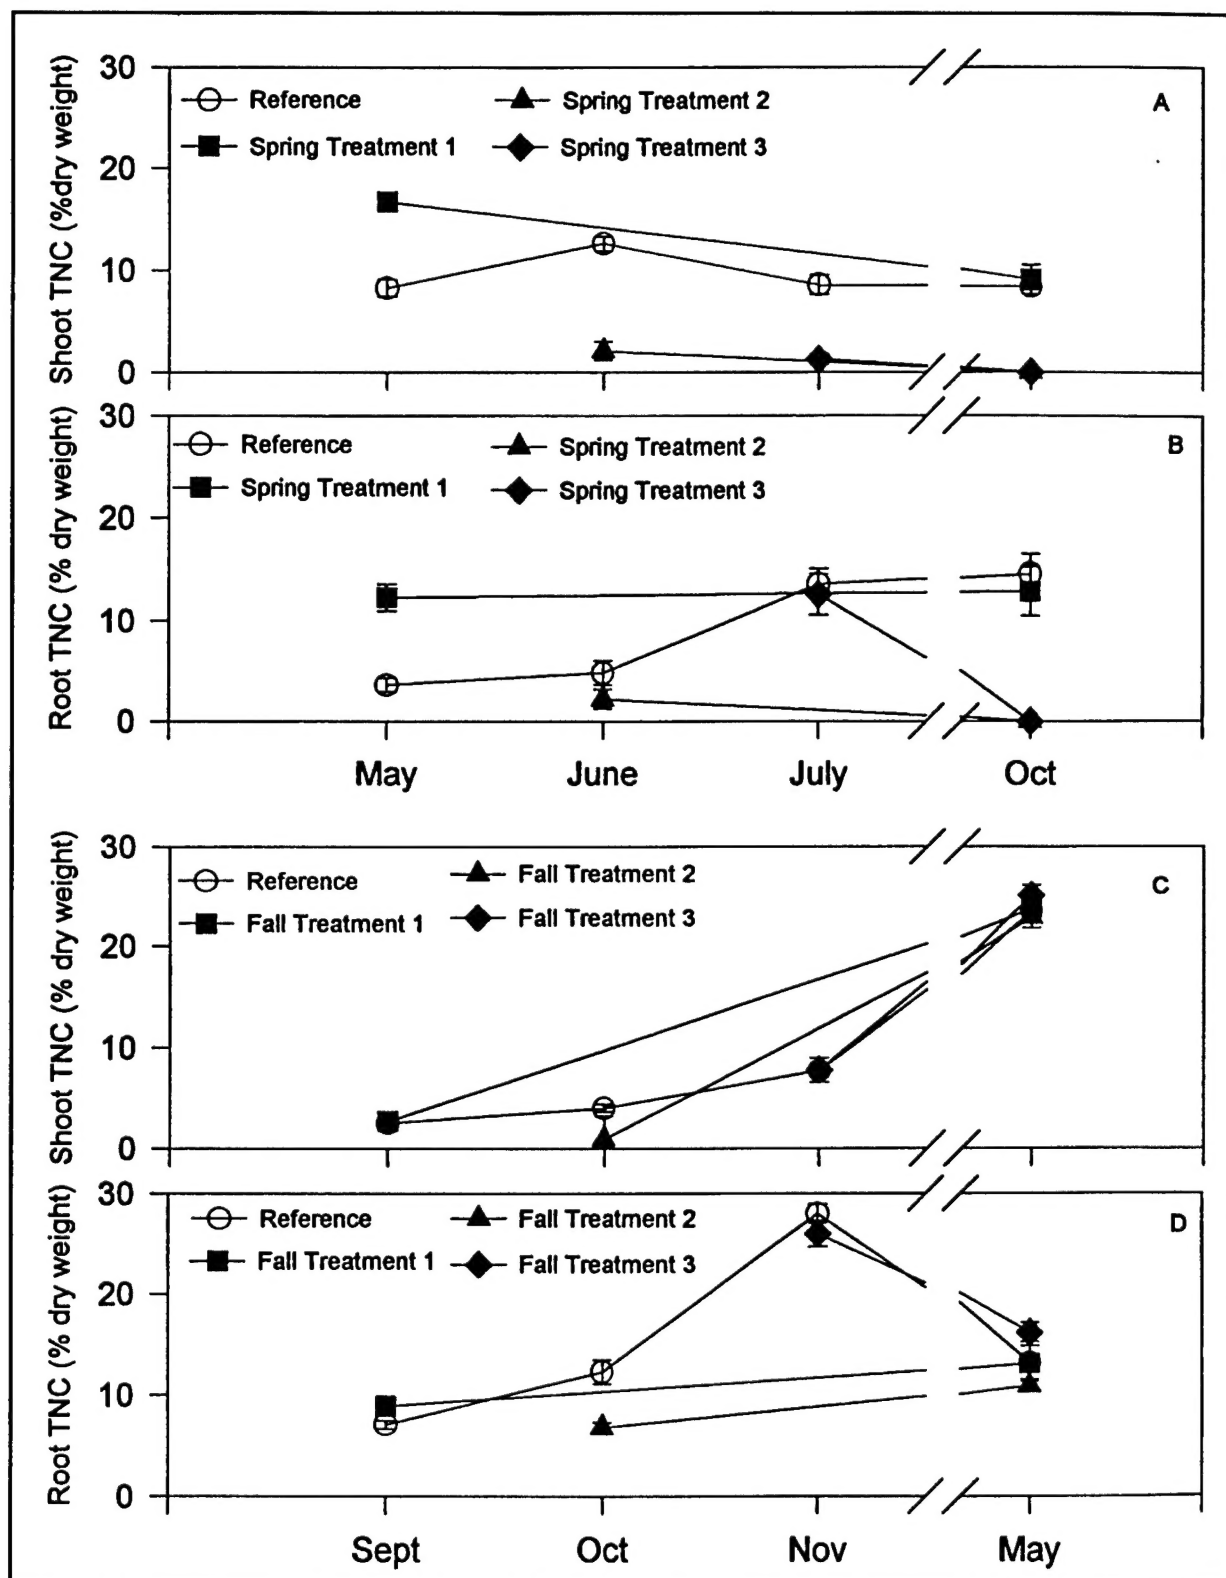 30
20
10
0
Shoot TNC (%dry weight)
Reference
Spring Treatment 1
Spring Treatment 2
Spring Treatment 3
A
30
20
10
0
Root TNC (% dry weight)
Reference
Spring Treatment 1
Spring Treatment 2
Spring Treatment 3
B
May June July Oct
30
20
10
0
Shoot TNC (% dry weight)
Reference
Fall Treatment 1
Fall Treatment 2
Fall Treatment 3
C
30
20
10
0
Root TNC (% dry weight)
Reference
Fall Treatment 1
Fall Treatment 2
Fall Treatment 3
D
Sept Oct Nov May